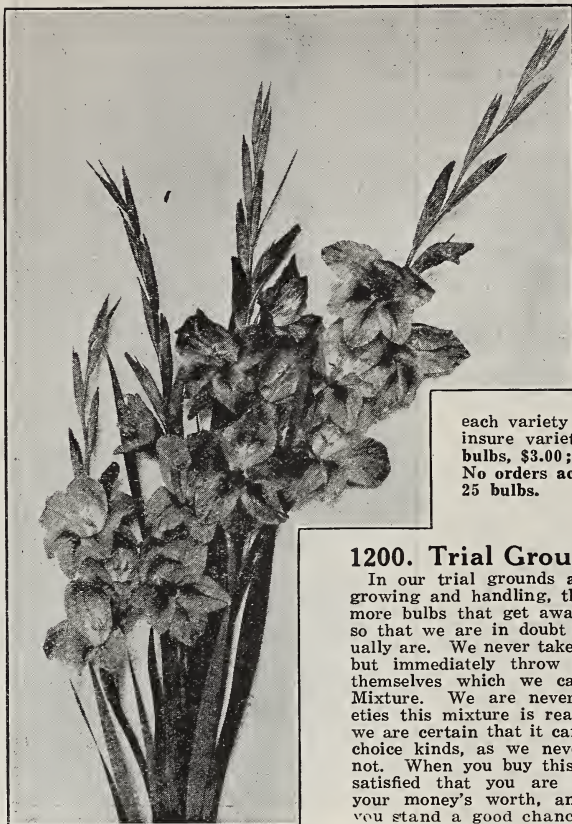 each variety
insure variet
bulbs, $3.00;
No orders ac
25 bulbs.
1200. Trial Grou
In our trial grounds a
growing and handling, th
more bulbs that get awa
so that we are in doubt
ually are. We never take
but immediately throw
themselves which we ca
Mixture. We are never
eties this mixture is rea
we are certain that it ca
choice kinds, as we neve
not. When you buy this
satisfied that you are
your money's worth, an
you stand a good chanc